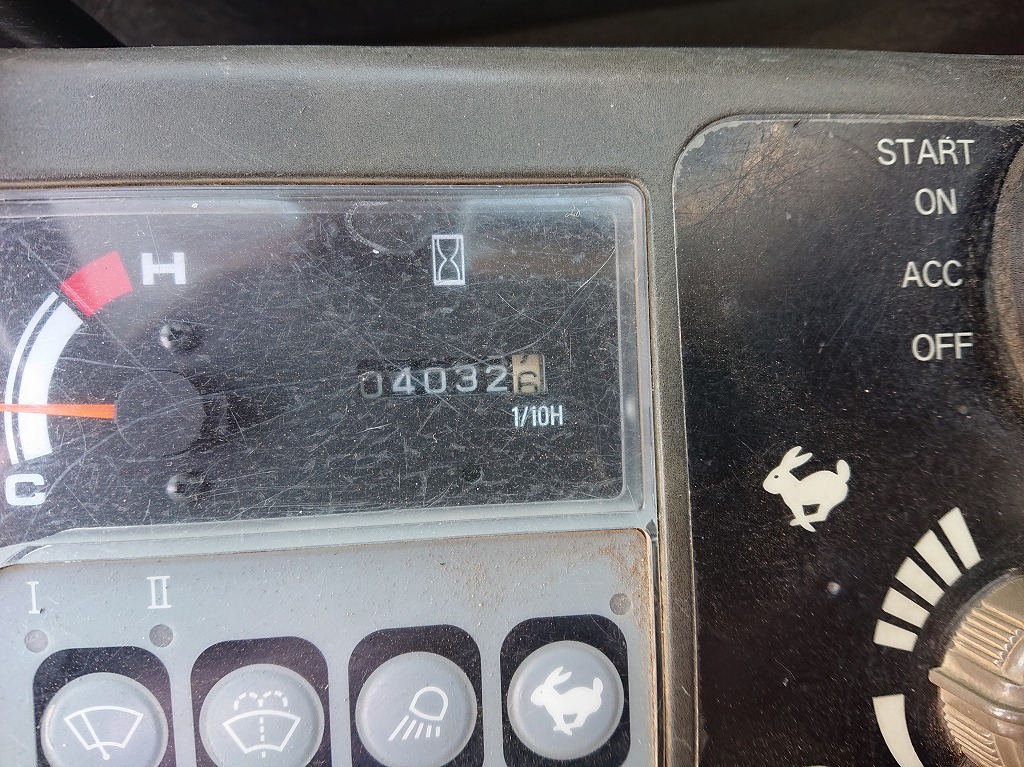 START
ON
ACC
OFF
H
04032
1/10H
C
I II